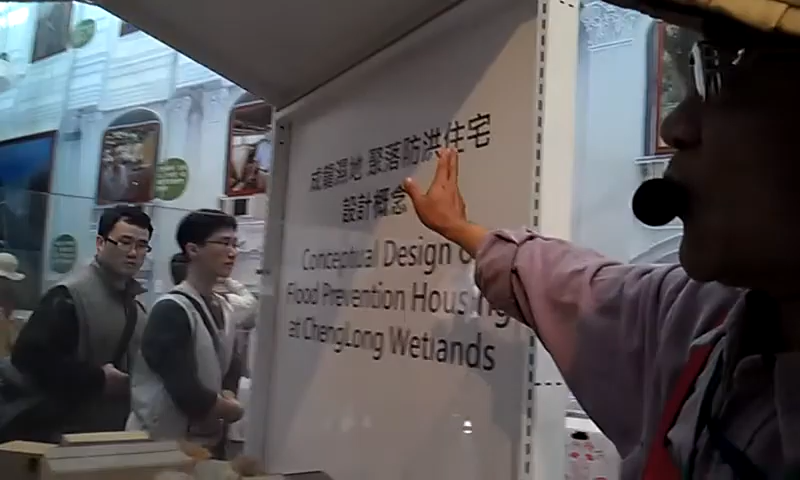 成龍濕地 聚落防洪住宅
設計概念
Conceptual Design
Flood Prevention Housing
at ChengLong Wetlands